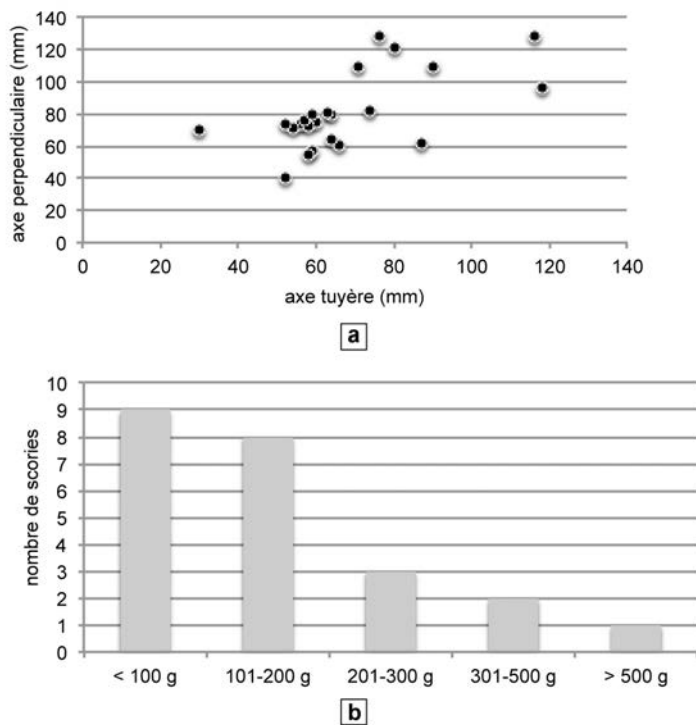 axe perpendiculaire (mm)
140
120
100
80
60
40
20
0
0 20 40 60 80 100 120 140
axe tuyère (mm)
a
nombre de scories
10
9
8
7
6
5
4
3
2
1
0
< 100 g 101-200 g 201-300 g 301-500 g > 500 g
b